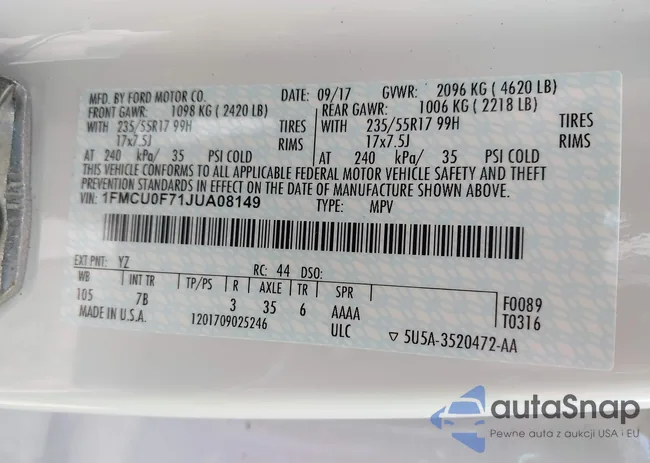 MFD. BY FORD MOTOR CO. DATE: 09/17 GVWR: 2096 KG ( 4620 LB)
FRONT GAWR: 1098 KG ( 2420 LB) REAR GAWR: 1006 KG ( 2218 LB)
WITH 235/55R17 99H TIRES WITH 235/55R17 99H TIRES
17x7.5J RIMS 17x7.5J RIMS
AT 240 kPa/ 35 PSI COLD AT 240 kPa/ 35 PSI COLD
THIS VEHICLE CONFORMS TO ALL APPLICABLE FEDERAL MOTOR VEHICLE SAFETY AND THEFT
PREVENTION STANDARDS IN EFFECT ON THE DATE OF MANUFACTURE SHOWN ABOVE.
VIN: 1FMCU0F71JUA08149 TYPE: MPV
EXT PNT: YZ RC: 44 DSO:
WB INT TR TP/PS R AXLE TR SPR F0089
105 7B 3 35 6 AAAA T0316
MADE IN U.S.A. 1201709025246 ULC ▽ 5U5A-3520472-AA
autaSnap
Pewne auta z aukcji USA i EU